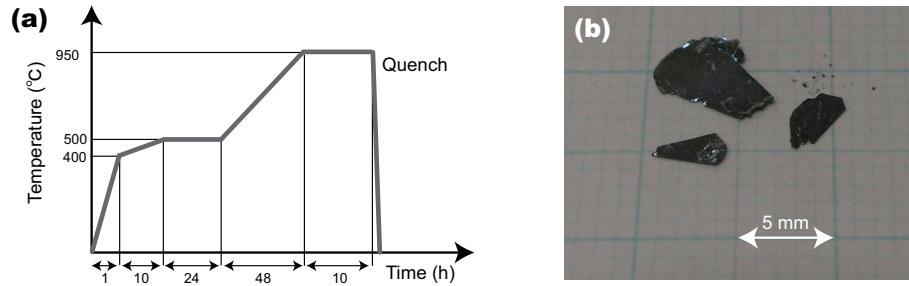 (a)
950
500
400
Temperature (°C)
Quench
1
10
24
48
10
Time (h)
(b)
5 mm